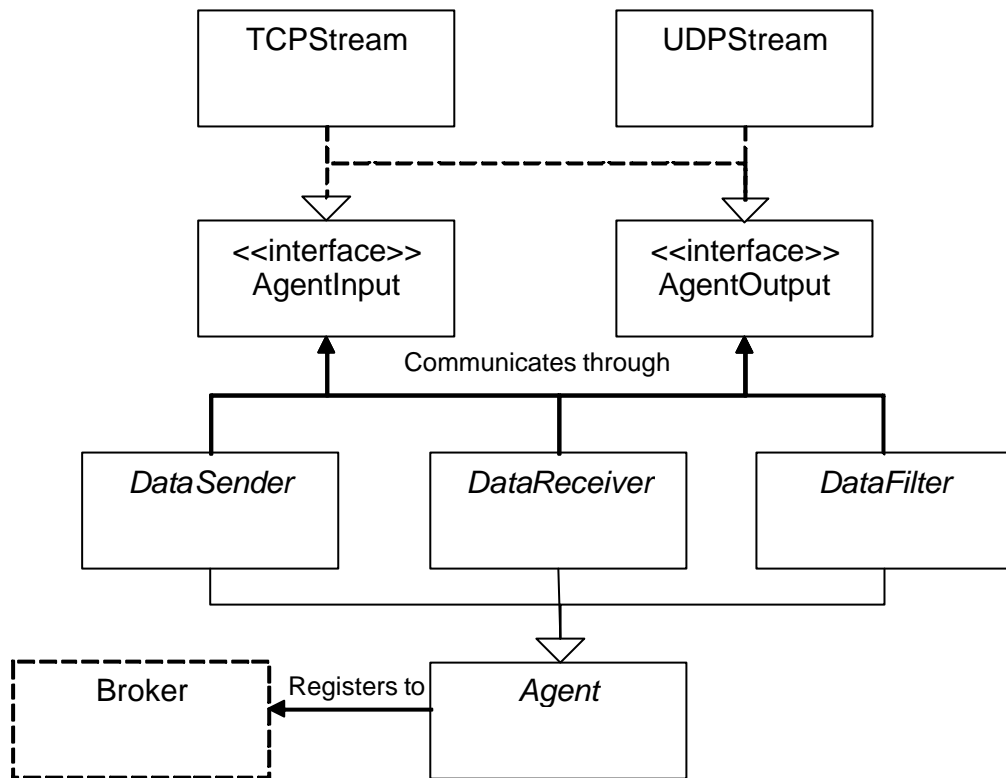 TCPStream
UDPStream
<<interface>>
AgentInput
<<interface>>
AgentOutput
Communicates through
DataSender
DataReceiver
DataFilter
Broker
Registers to
Agent